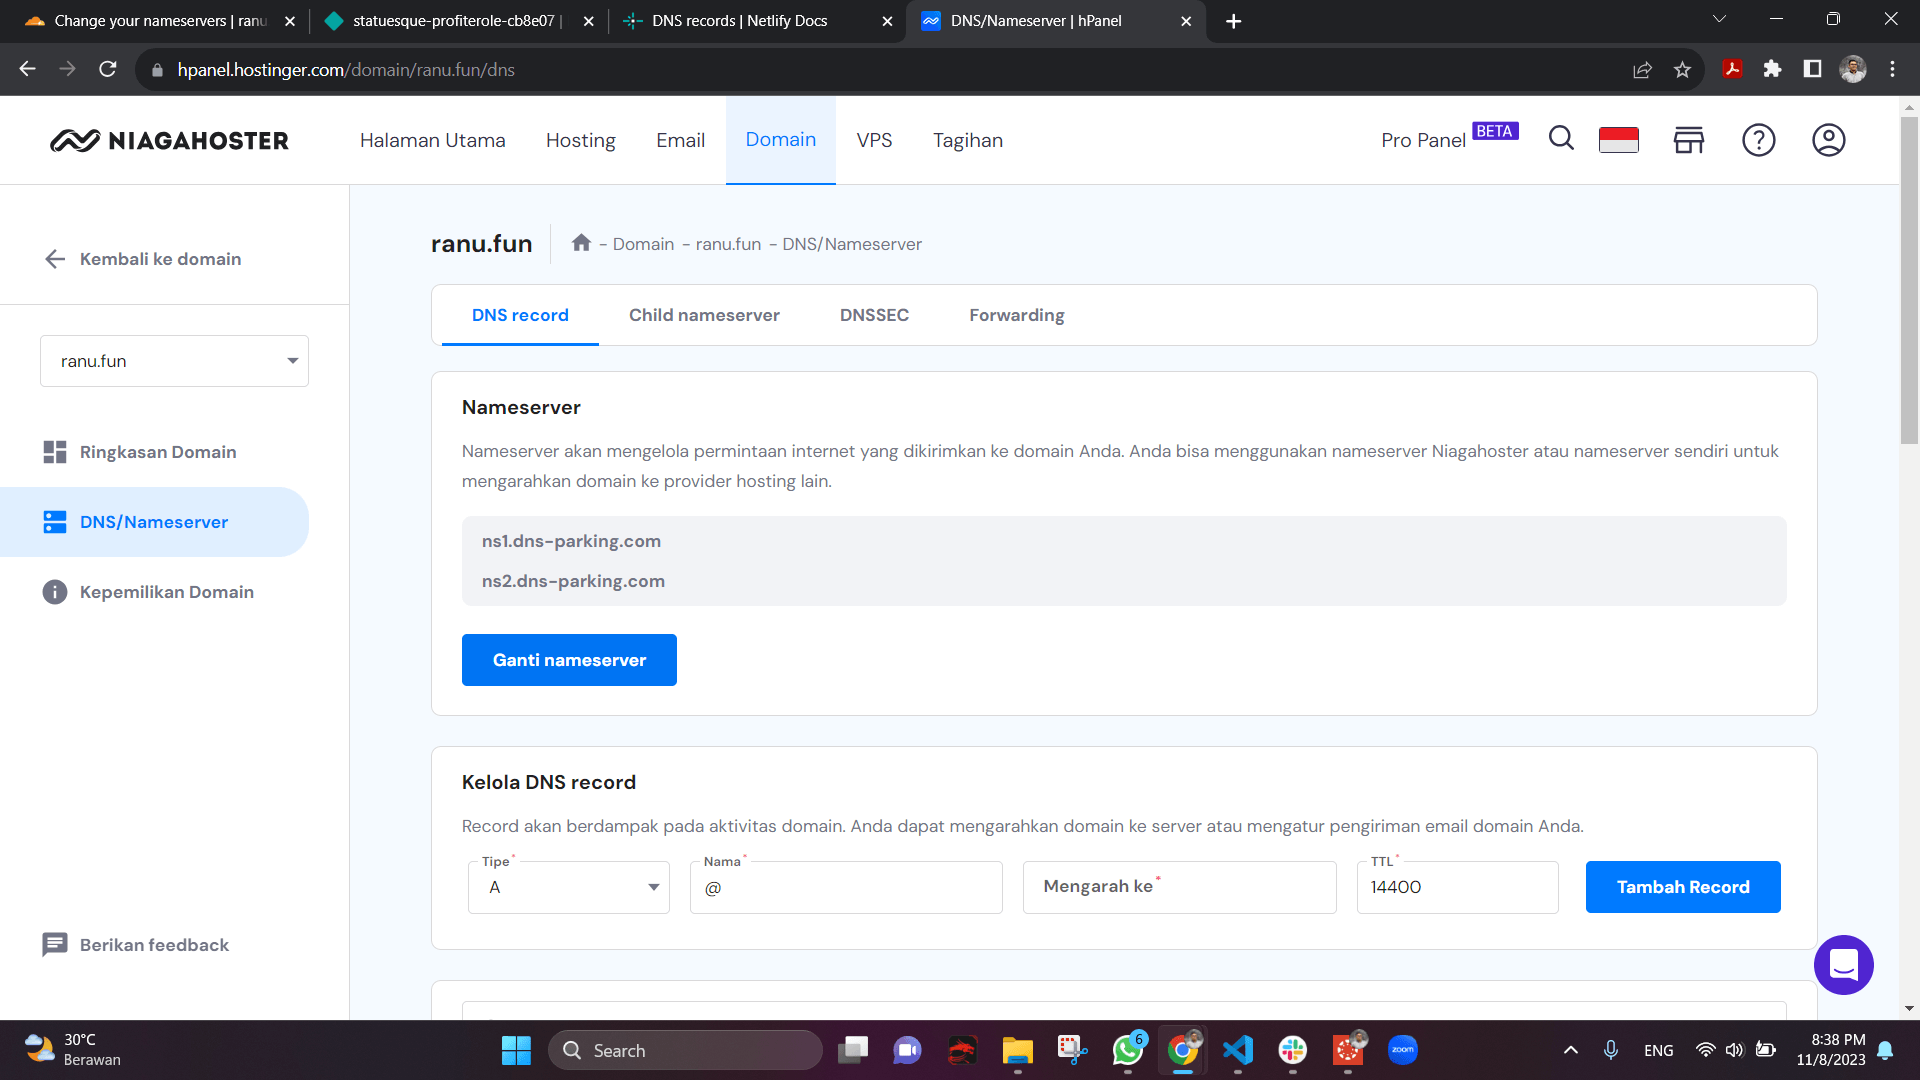 Change your nameservers | ranu
statuesque-profiterole-cb8e07 |
DNS records | Netlify Docs
DNS/Nameserver | hPanel
hpanel.hostinger.com/domain/ranu.fun/dns
NIAGAHOSTER
Halaman Utama
Hosting
Email
Domain
VPS
Tagihan
Pro Panel BETA
Kembali ke domain
ranu.fun
Ringkasan Domain
DNS/Nameserver
Kepemilikan Domain
Berikan feedback
ranu.fun
- Domain - ranu.fun - DNS/Nameserver
DNS record
Child nameserver
DNSSEC
Forwarding
Nameserver
Nameserver akan mengelola permintaan internet yang dikirimkan ke domain Anda. Anda bisa menggunakan nameserver Niagahoster atau nameserver sendiri untuk
mengarahkan domain ke provider hosting lain.
ns1.dns-parking.com
ns2.dns-parking.com
Ganti nameserver
Kelola DNS record
Record akan berdampak pada aktivitas domain. Anda dapat mengarahkan domain ke server atau mengatur pengiriman email domain Anda.
Tipe*
A
Nama*
@
Mengarah ke*
TTL*
14400
Tambah Record
30°C
Berawan
Search
6
zoom
ENG
8:38 PM
11/8/2023